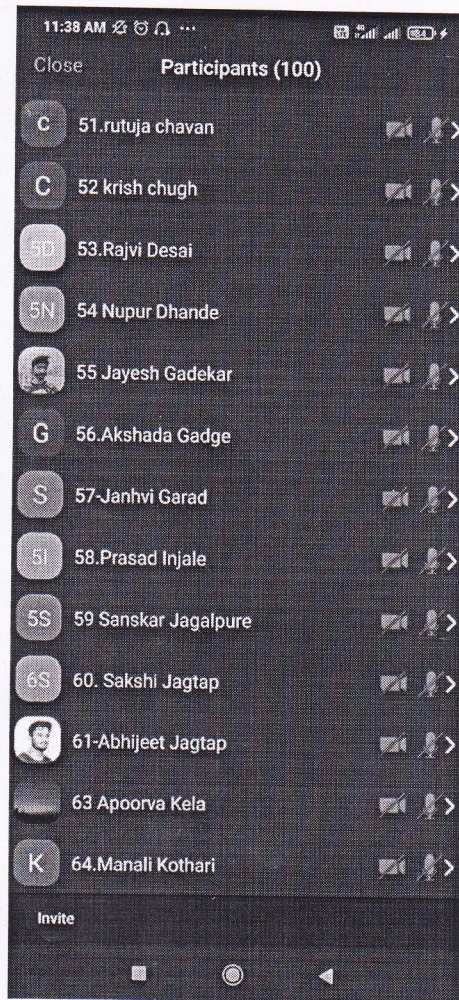 11:38 AM
84
Close Participants (100)
C 51.rutuja chavan
C 52 krish chugh
5D 53.Rajvi Desai
5N 54 Nupur Dhande
55 Jayesh Gadekar
G 56.Akshada Gadge
S 57-Janhvi Garad
5I 58.Prasad Injale
5S 59 Sanskar Jagalpure
6S 60. Sakshi Jagtap
61-Abhijeet Jagtap
63 Apoorva Kela
K 64.Manali Kothari
Invite